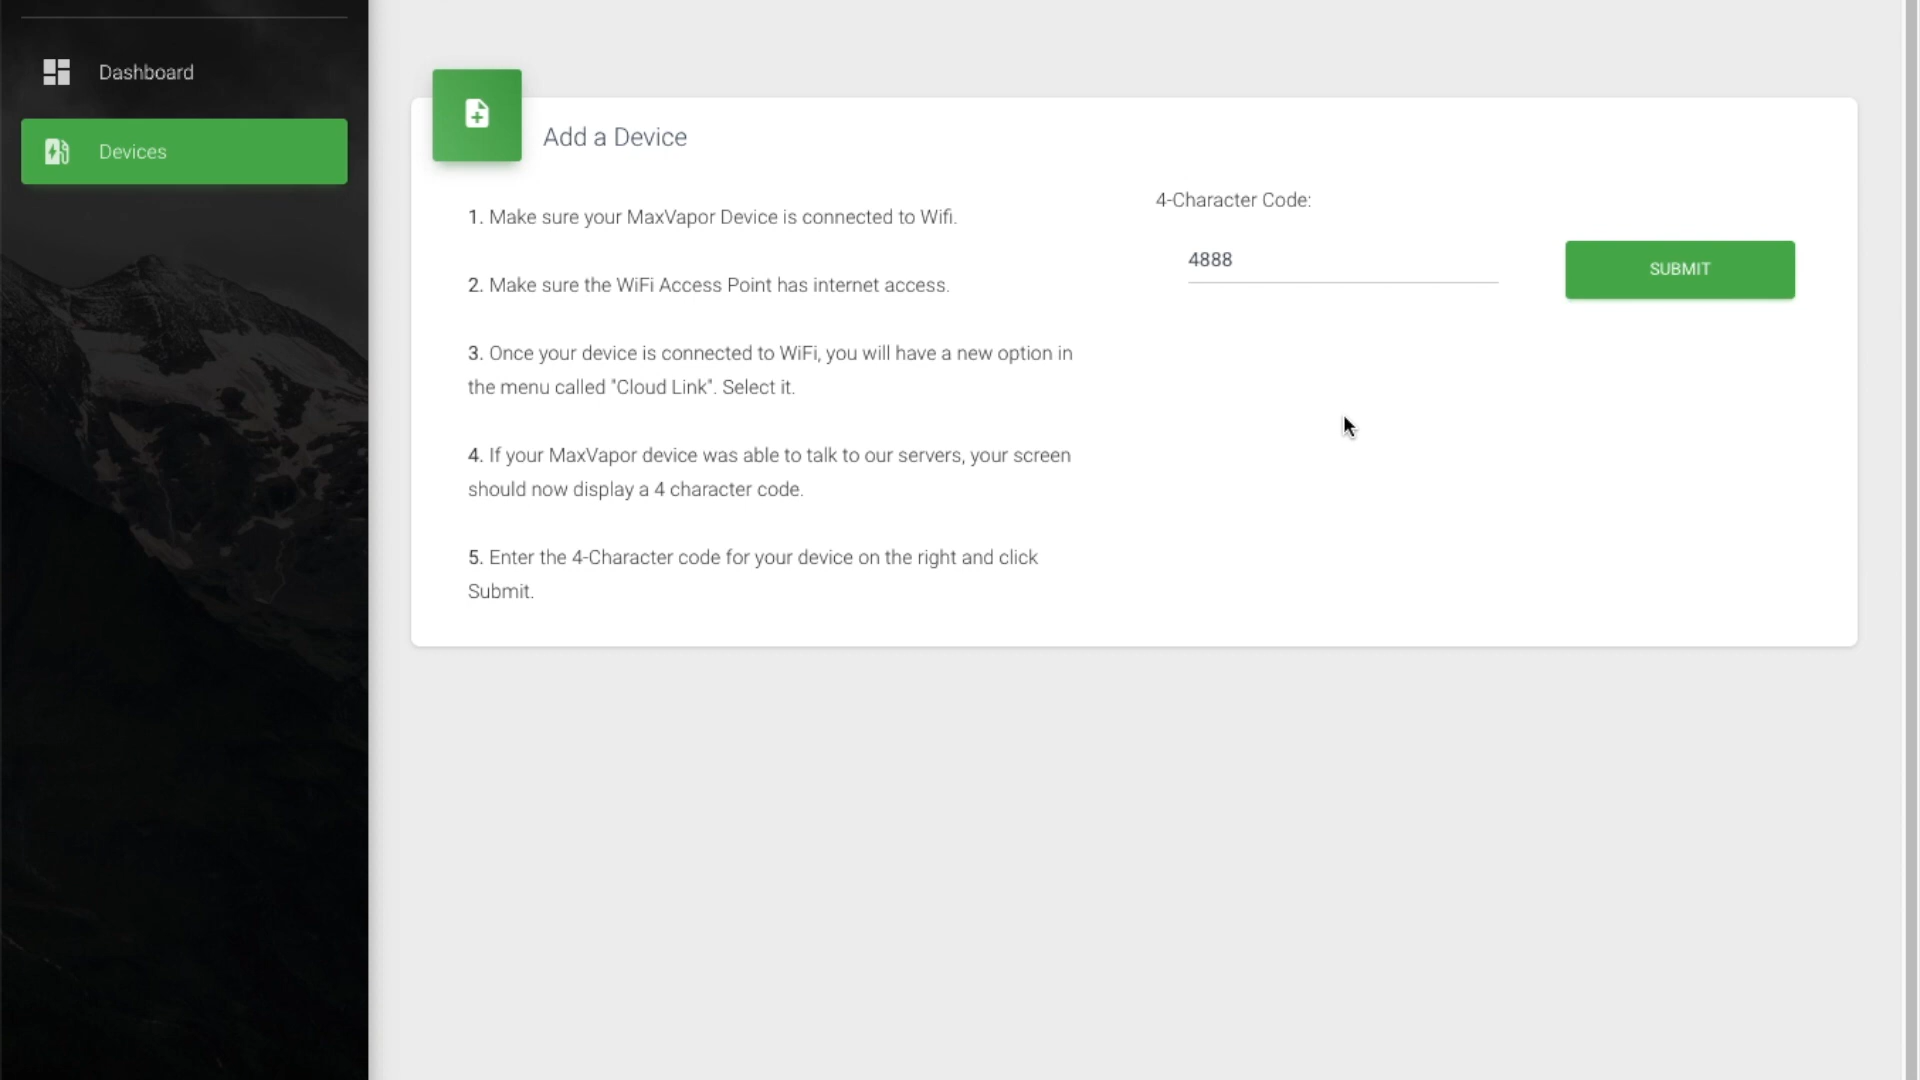 Dashboard
Devices
Add a Device
1. Make sure your MaxVapor Device is connected to Wifi.
2. Make sure the WiFi Access Point has internet access.
3. Once your device is connected to WiFi, you will have a new option in
the menu called "Cloud Link". Select it.
4. If your MaxVapor device was able to talk to our servers, your screen
should now display a 4 character code.
5. Enter the 4-Character code for your device on the right and click
Submit.
4-Character Code:
4888
SUBMIT